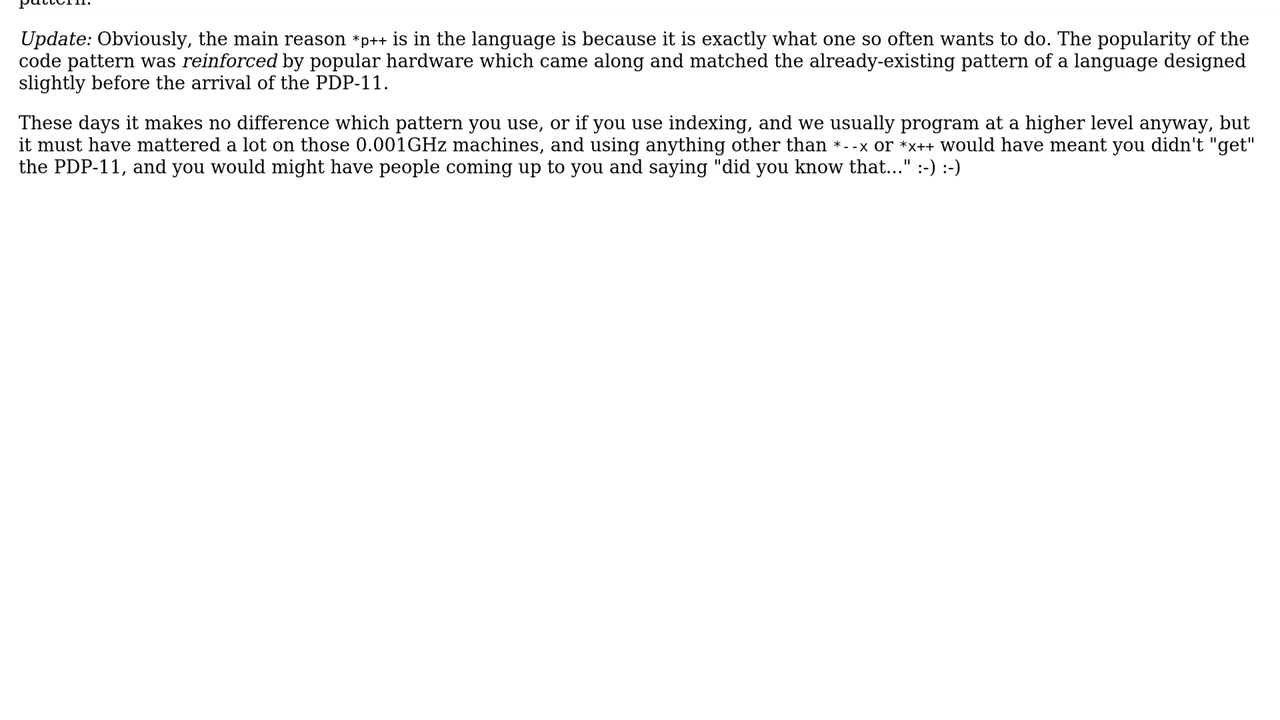 pattern.
Update: Obviously, the main reason *p++ is in the language is because it is exactly what one so often wants to do. The popularity of the
code pattern was reinforced by popular hardware which came along and matched the already-existing pattern of a language designed
slightly before the arrival of the PDP-11.
These days it makes no difference which pattern you use, or if you use indexing, and we usually program at a higher level anyway, but
it must have mattered a lot on those 0.001GHz machines, and using anything other than *--x or *x++ would have meant you didn't "get"
the PDP-11, and you would might have people coming up to you and saying "did you know that..." :-) :-)